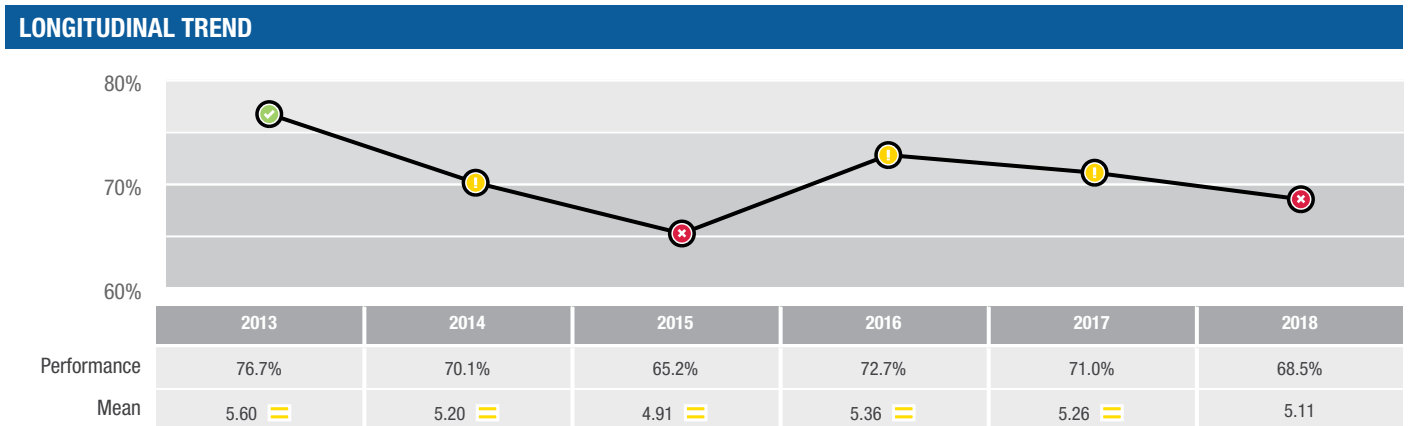 LONGITUDINAL TREND
80%
70%
60%
2013 2014 2015 2016 2017 2018
Performance 76.7% 70.1% 65.2% 72.7% 71.0% 68.5%
Mean 5.60 5.20 4.91 5.36 5.26 5.11